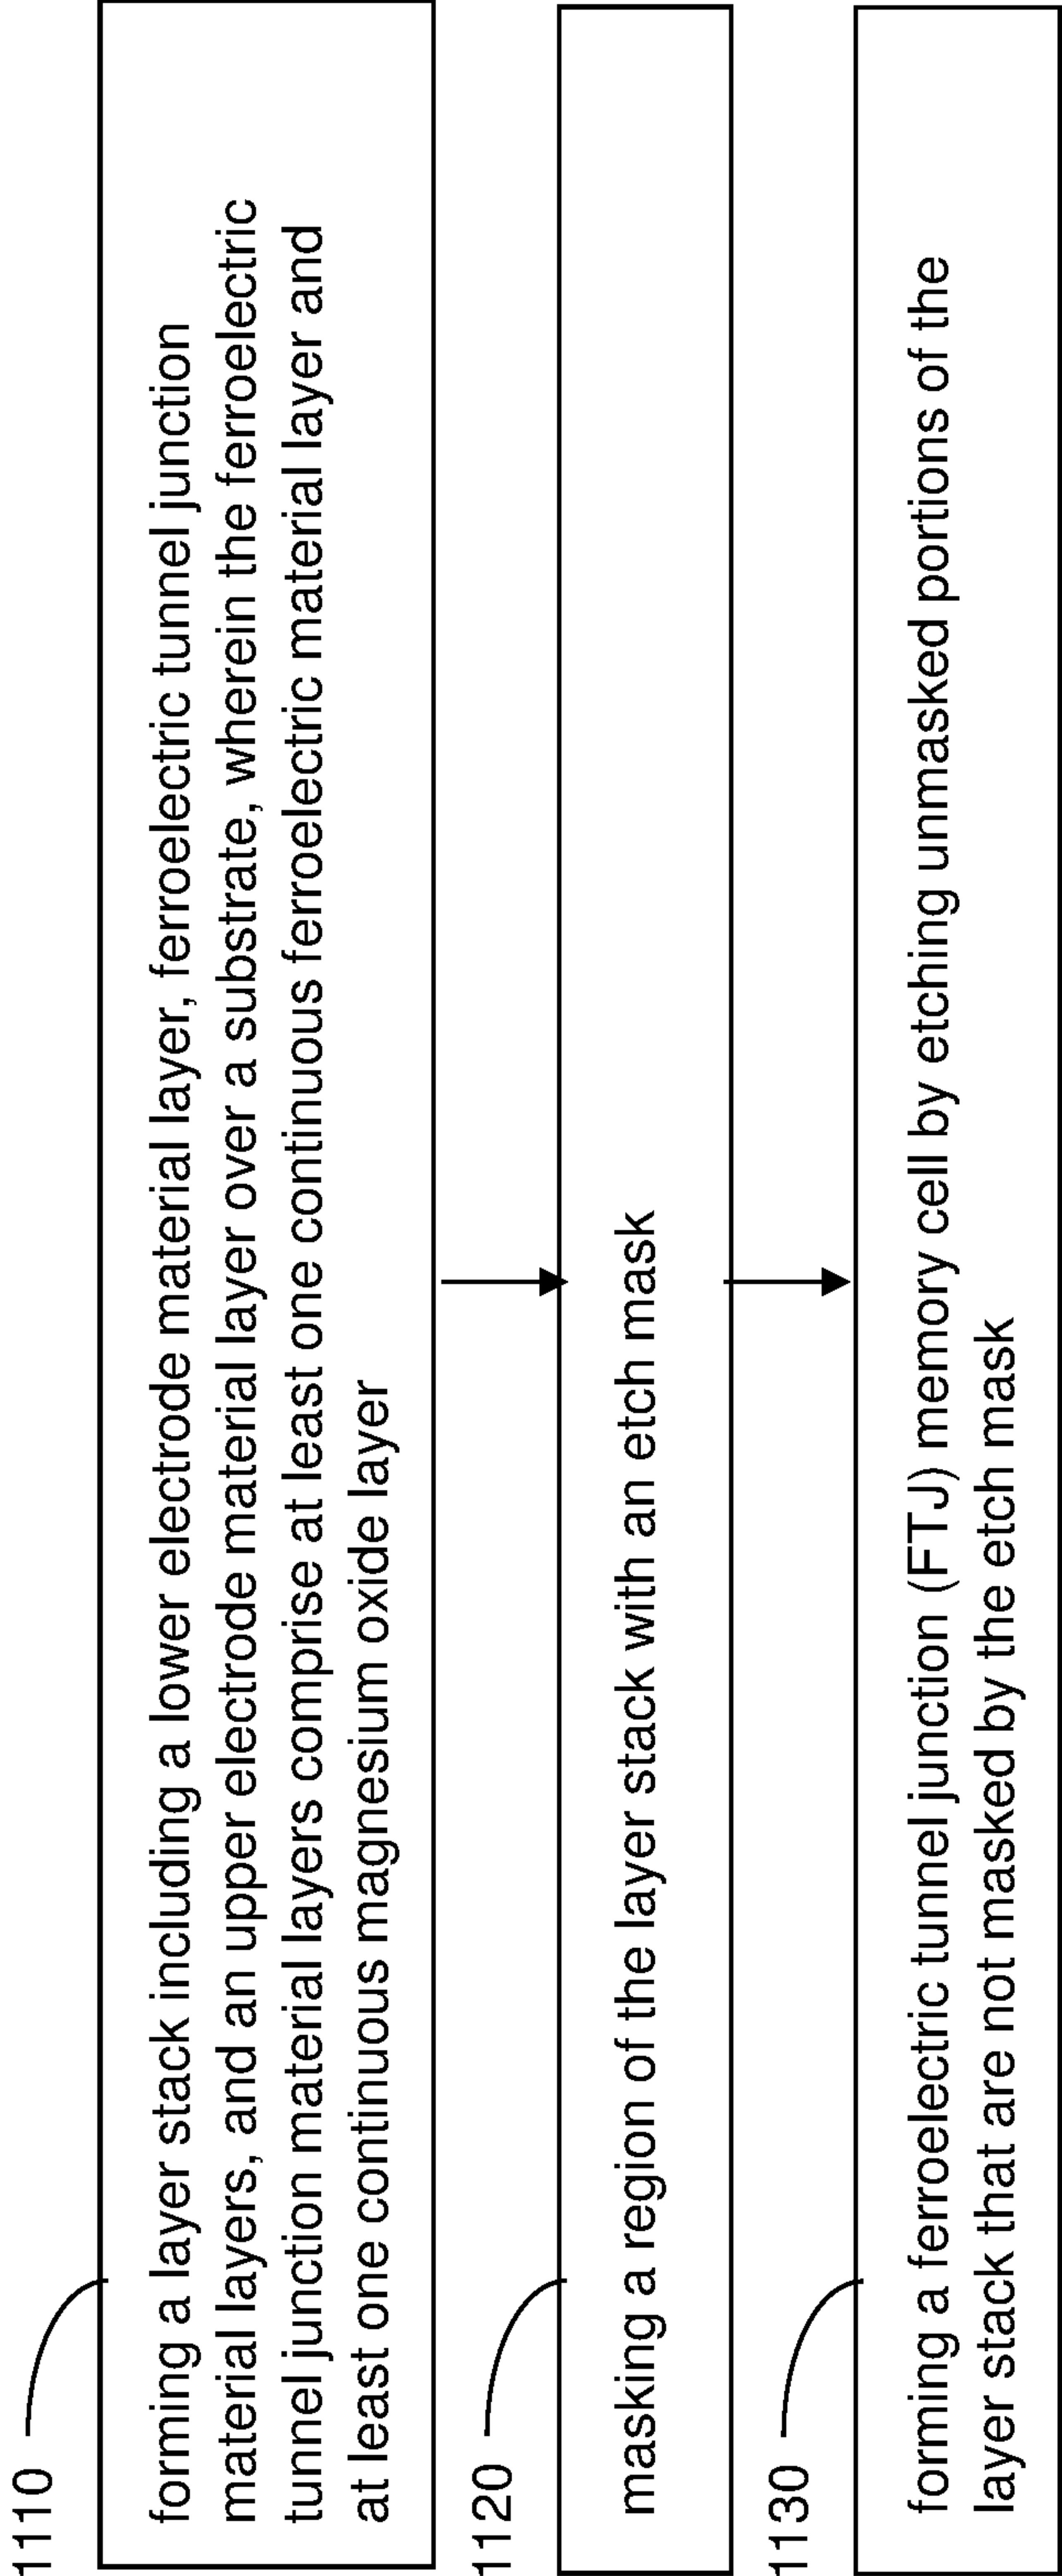 1110
forming a layer stack including a lower electrode material layer, ferroelectric tunnel junction
material layers, and an upper electrode material layer over a substrate, wherein the ferroelectric
tunnel junction material layers comprise at least one continuous ferroelectric material layer and
at least one continuous magnesium oxide layer
1120
masking a region of the layer stack with an etch mask
1130
forming a ferroelectric tunnel junction (FTJ) memory cell by etching unmasked portions of the
layer stack that are not masked by the etch mask